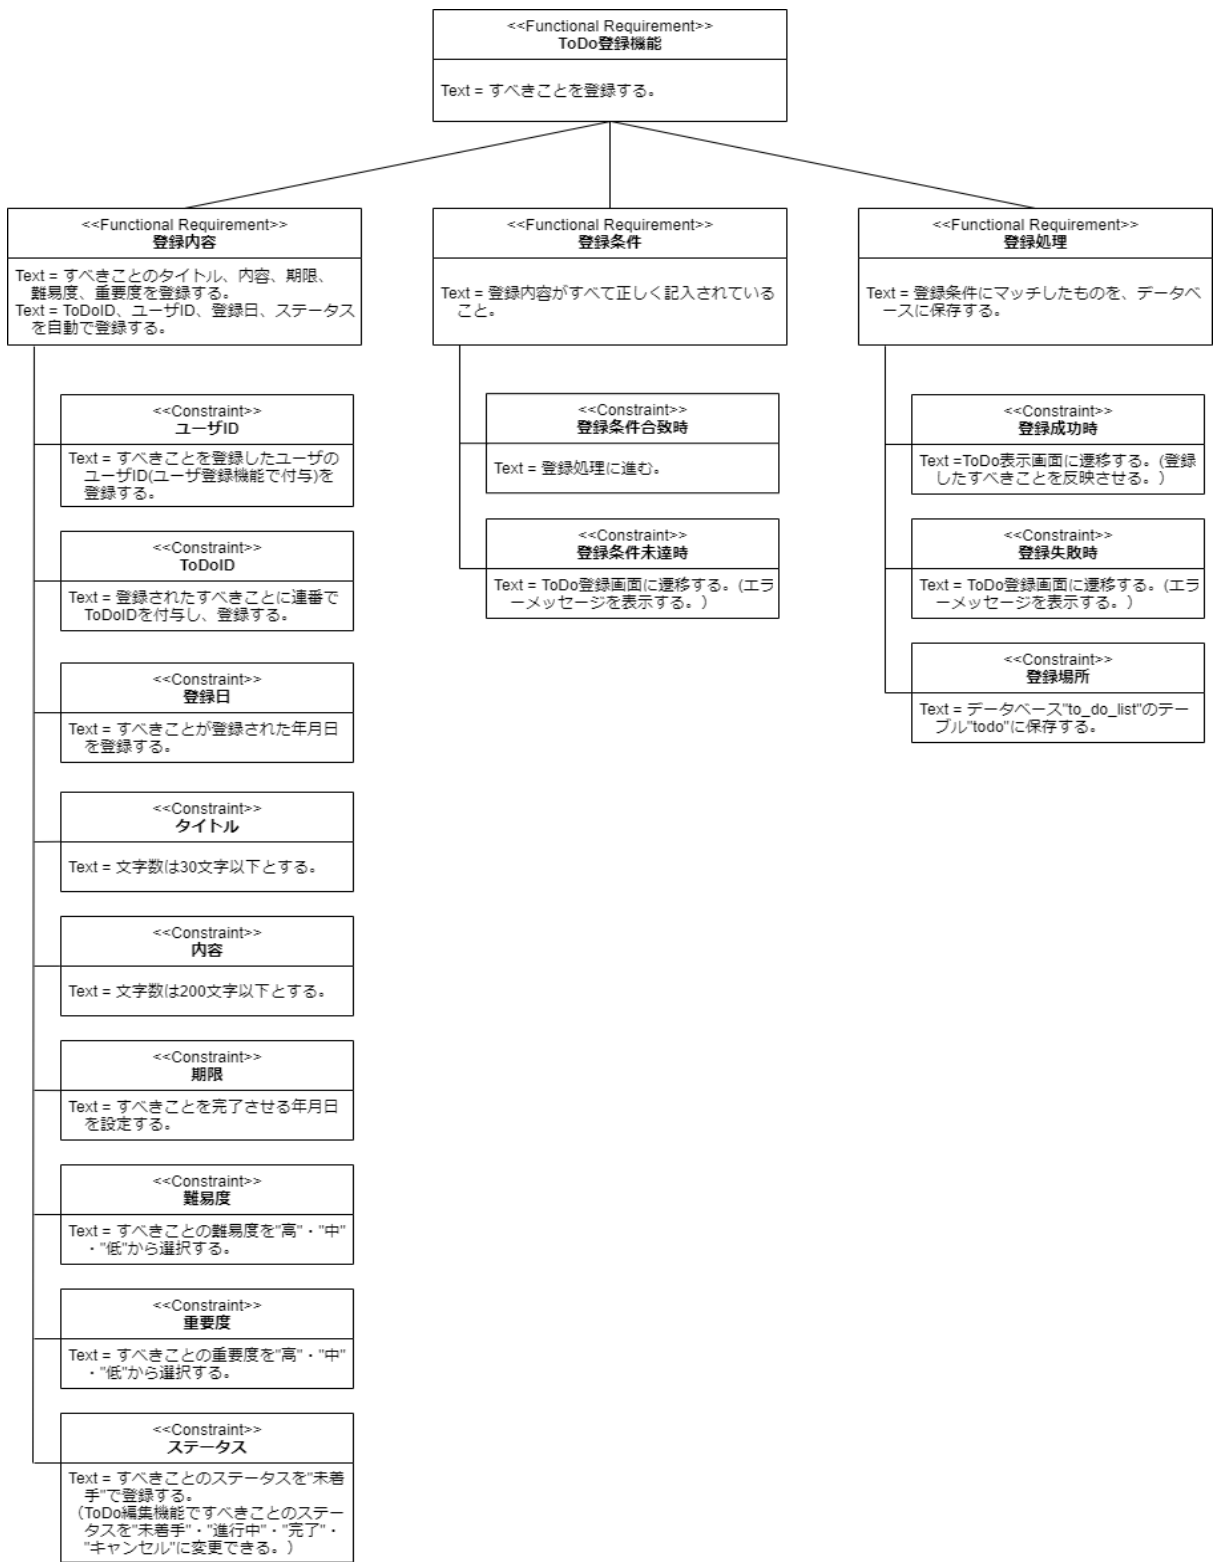 <<Functional Requirement>>
ToDo登録機能
Text = すべきことを登録する。
<<Functional Requirement>>
登録内容
Text = すべきことのタイトル、内容、期限、
難易度、重要度を登録する。
Text = ToDoID、ユーザID、登録日、ステータス
を自動で登録する。
<<Constraint>>
ユーザID
Text = すべきことを登録したユーザの
ユーザID(ユーザ登録機能で付与)を
登録する。
<<Constraint>>
ToDoID
Text = 登録されたすべきことに連番で
ToDoIDを付与し、登録する。
<<Constraint>>
登録日
Text = すべきことが登録された年月日
を登録する。
<<Constraint>>
タイトル
Text = 文字数は30文字以下とする。
<<Constraint>>
内容
Text = 文字数は200文字以下とする。
<<Constraint>>
期限
Text = すべきことを完了させる年月日
を設定する。
<<Constraint>>
難易度
Text = すべきことの難易度を"高"・"中"
・"低"から選択する。
<<Constraint>>
重要度
Text = すべきことの重要度を"高"・"中"
・"低"から選択する。
<<Constraint>>
ステータス
Text = すべきことのステータスを"未着
手"で登録する。
（ToDo編集機能ですべきことのステー
タスを"未着手"・"進行中"・"完了"・
"キャンセル"に変更できる。）
<<Functional Requirement>>
登録条件
Text = 登録内容がすべて正しく記入されている
こと。
<<Constraint>>
登録条件合致時
Text = 登録処理に進む。
<<Constraint>>
登録条件未達時
Text = ToDo登録画面に遷移する。(エラ
ーメッセージを表示する。）
<<Functional Requirement>>
登録処理
Text = 登録条件にマッチしたものを、データベ
ースに保存する。
<<Constraint>>
登録成功時
Text =ToDo表示画面に遷移する。(登録
したすべきことを反映させる。）
<<Constraint>>
登録失敗時
Text = ToDo登録画面に遷移する。(エラ
ーメッセージを表示する。）
<<Constraint>>
登録場所
Text = データベース"to_do_list"のテー
ブル"todo"に保存する。